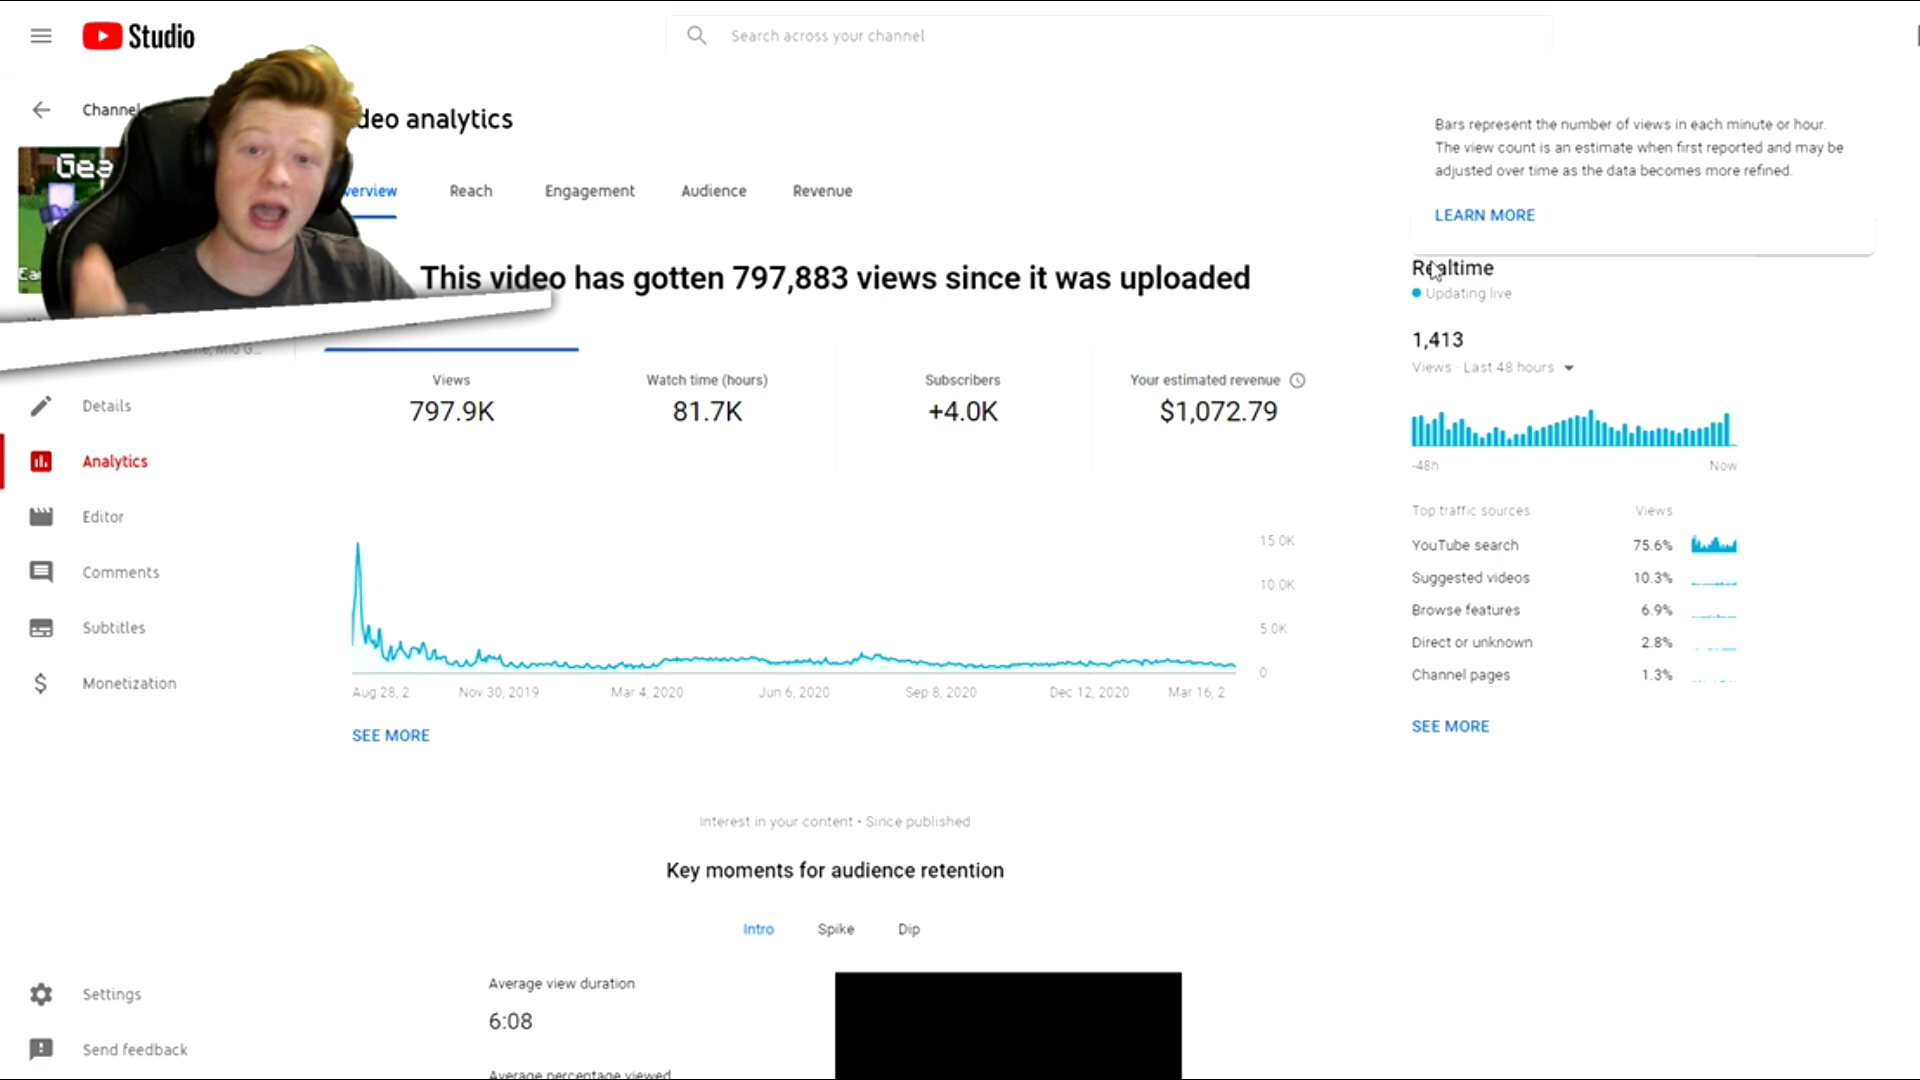 Studio
Search across your channel
Channel
deo analytics
Gea
Ea
verview
Reach
Engagement
Audience
Revenue
Bars represent the number of views in each minute or hour.
The view count is an estimate when first reported and may be
adjusted over time as the data becomes more refined.
LEARN MORE
This video has gotten 797,883 views since it was uploaded
Realtime
Updating live
1,413
Views · Last 48 hours
-48h
Now
Views
797.9K
Watch time (hours)
81.7K
Subscribers
+4.0K
Your estimated revenue
$1,072.79
Details
Analytics
Editor
Comments
Subtitles
Monetization
15.0K
10.0K
5.0K
0
Aug 28, 2
Nov 30, 2019
Mar 4, 2020
Jun 6, 2020
Sep 8, 2020
Dec 12, 2020
Mar 16, 2
SEE MORE
Top traffic sources
Views
YouTube search
75.6%
Suggested videos
10.3%
Browse features
6.9%
Direct or unknown
2.8%
Channel pages
1.3%
SEE MORE
Interest in your content • Since published
Key moments for audience retention
Intro
Spike
Dip
Average view duration
6:08
Average percentage viewed
Settings
Send feedback